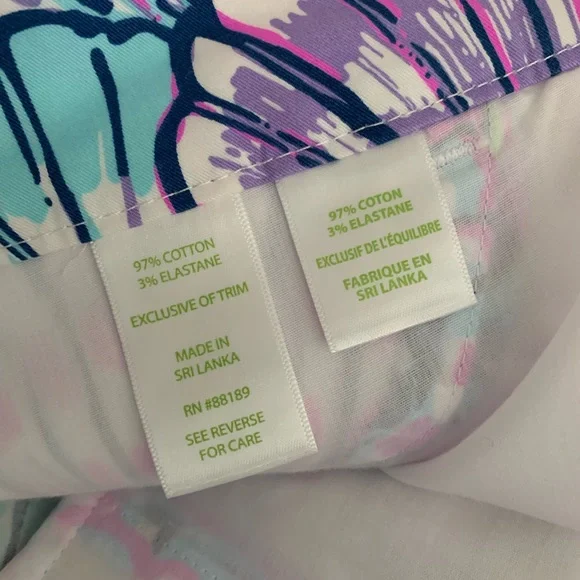 97% COTTON
3% ELASTANE
EXCLUSIVE OF TRIM
MADE IN
SRI LANKA
RN #88189
SEE REVERSE
FOR CARE
97% COTON
3% ELASTANE
EXCLUSIF DE L'ÉQUILIBRE
FABRIQUE EN
SRI LANKA